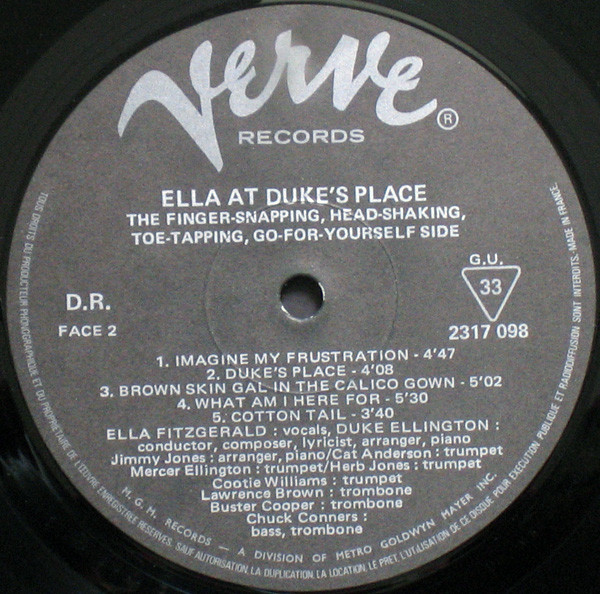 Verve ®
RECORDS
ELLA AT DUKE'S PLACE
THE FINGER-SNAPPING, HEAD-SHAKING,
TOE-TAPPING, GO-FOR-YOURSELF SIDE
G.U.
33
D.R.
FACE 2
2317 098
1. IMAGINE MY FRUSTRATION - 4'47
2. DUKE'S PLACE - 4'08
3. BROWN SKIN GAL IN THE CALICO GOWN - 5'02
4. WHAT AM I HERE FOR - 5'30
5. COTTON TAIL - 3'40
ELLA FITZGERALD : vocals, DUKE ELLINGTON :
conductor, composer, lyricist, arranger, piano
Jimmy Jones : arranger, piano/Cat Anderson : trumpet
Mercer Ellington : trumpet/Herb Jones : trumpet
Cootie Williams : trumpet
Lawrence Brown : trombone
Buster Cooper : trombone
Chuck Conners :
bass, trombone
M. G. M. RECORDS — A DIVISION OF METRO GOLDWYN MAYER INC.
TOUS DROITS DU PRODUCTEUR PHONOGRAPHIQUE ET DU PROPRIETAIRE DE L'ŒUVRE ENREGISTREE RESERVES. SAUF AUTORISATION, LA DUPLICATION, LA LOCATION, LE PRET, L'UTILISATION DE CE DISQUE POUR EXECUTION PUBLIQUE ET RADIODIFFUSION SONT INTERDITS. MADE IN FRANCE.